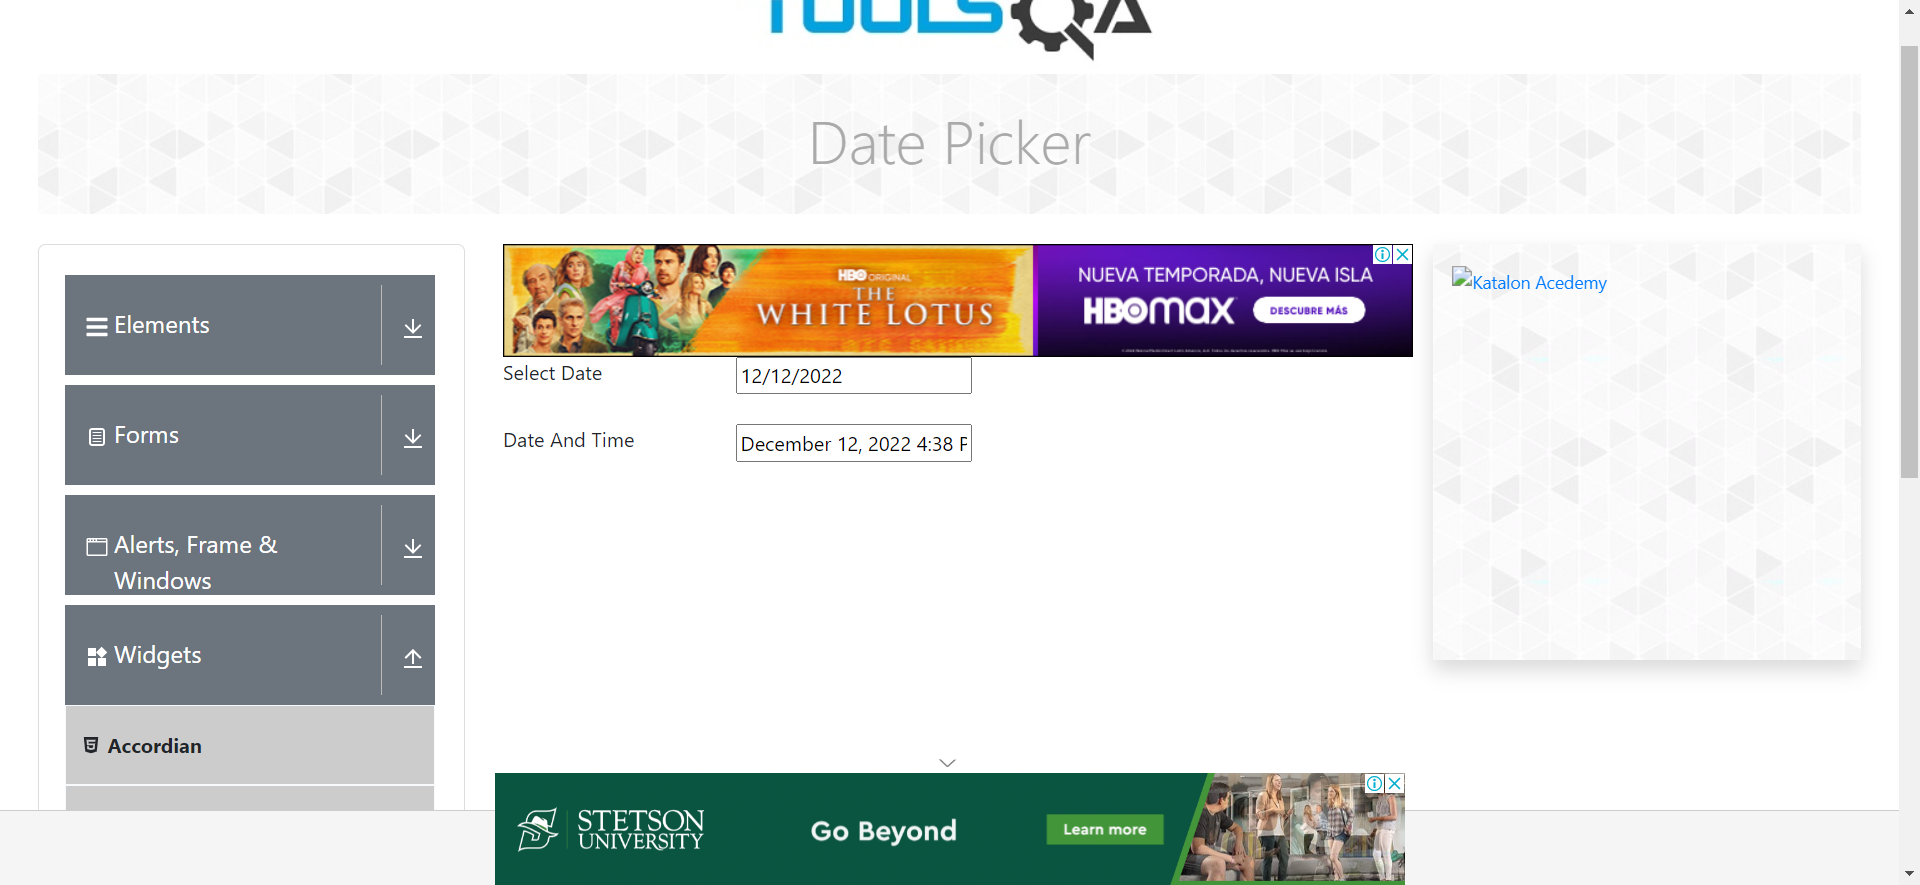 TOOLSQA
Date Picker
Elements
Forms
Alerts, Frame &
Windows
Widgets
Accordian
HBO ORIGINAL
THE
WHITE LOTUS
NUEVA TEMPORADA, NUEVA ISLA
HBOmax DESCUBRE MÁS
Select Date 12/12/2022
Date And Time December 12, 2022 4:38 P
Katalon Acedemy
STETSON
UNIVERSITY
Go Beyond
Learn more